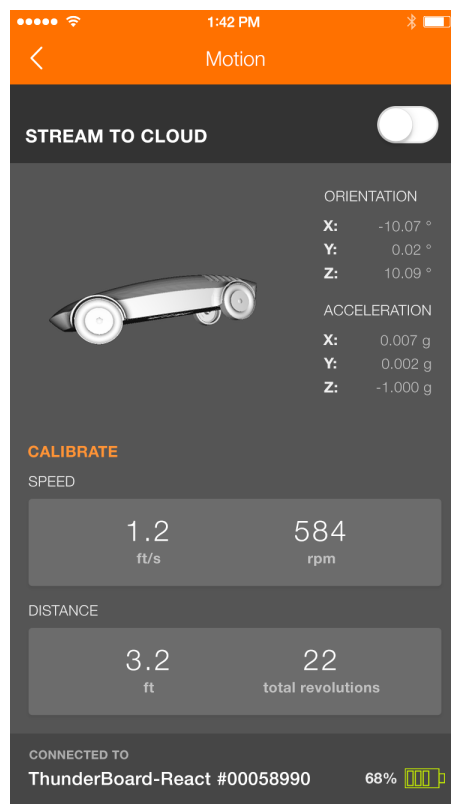 1:42 PM
Motion
STREAM TO CLOUD
ORIENTATION
X: -10.07 °
Y: 0.02 °
Z: 10.09 °
ACCELERATION
X: 0.007 g
Y: 0.002 g
Z: -1.000 g
CALIBRATE
SPEED
1.2 584
ft/s rpm
DISTANCE
3.2 22
ft total revolutions
CONNECTED TO
ThunderBoard-React #00058990 68%